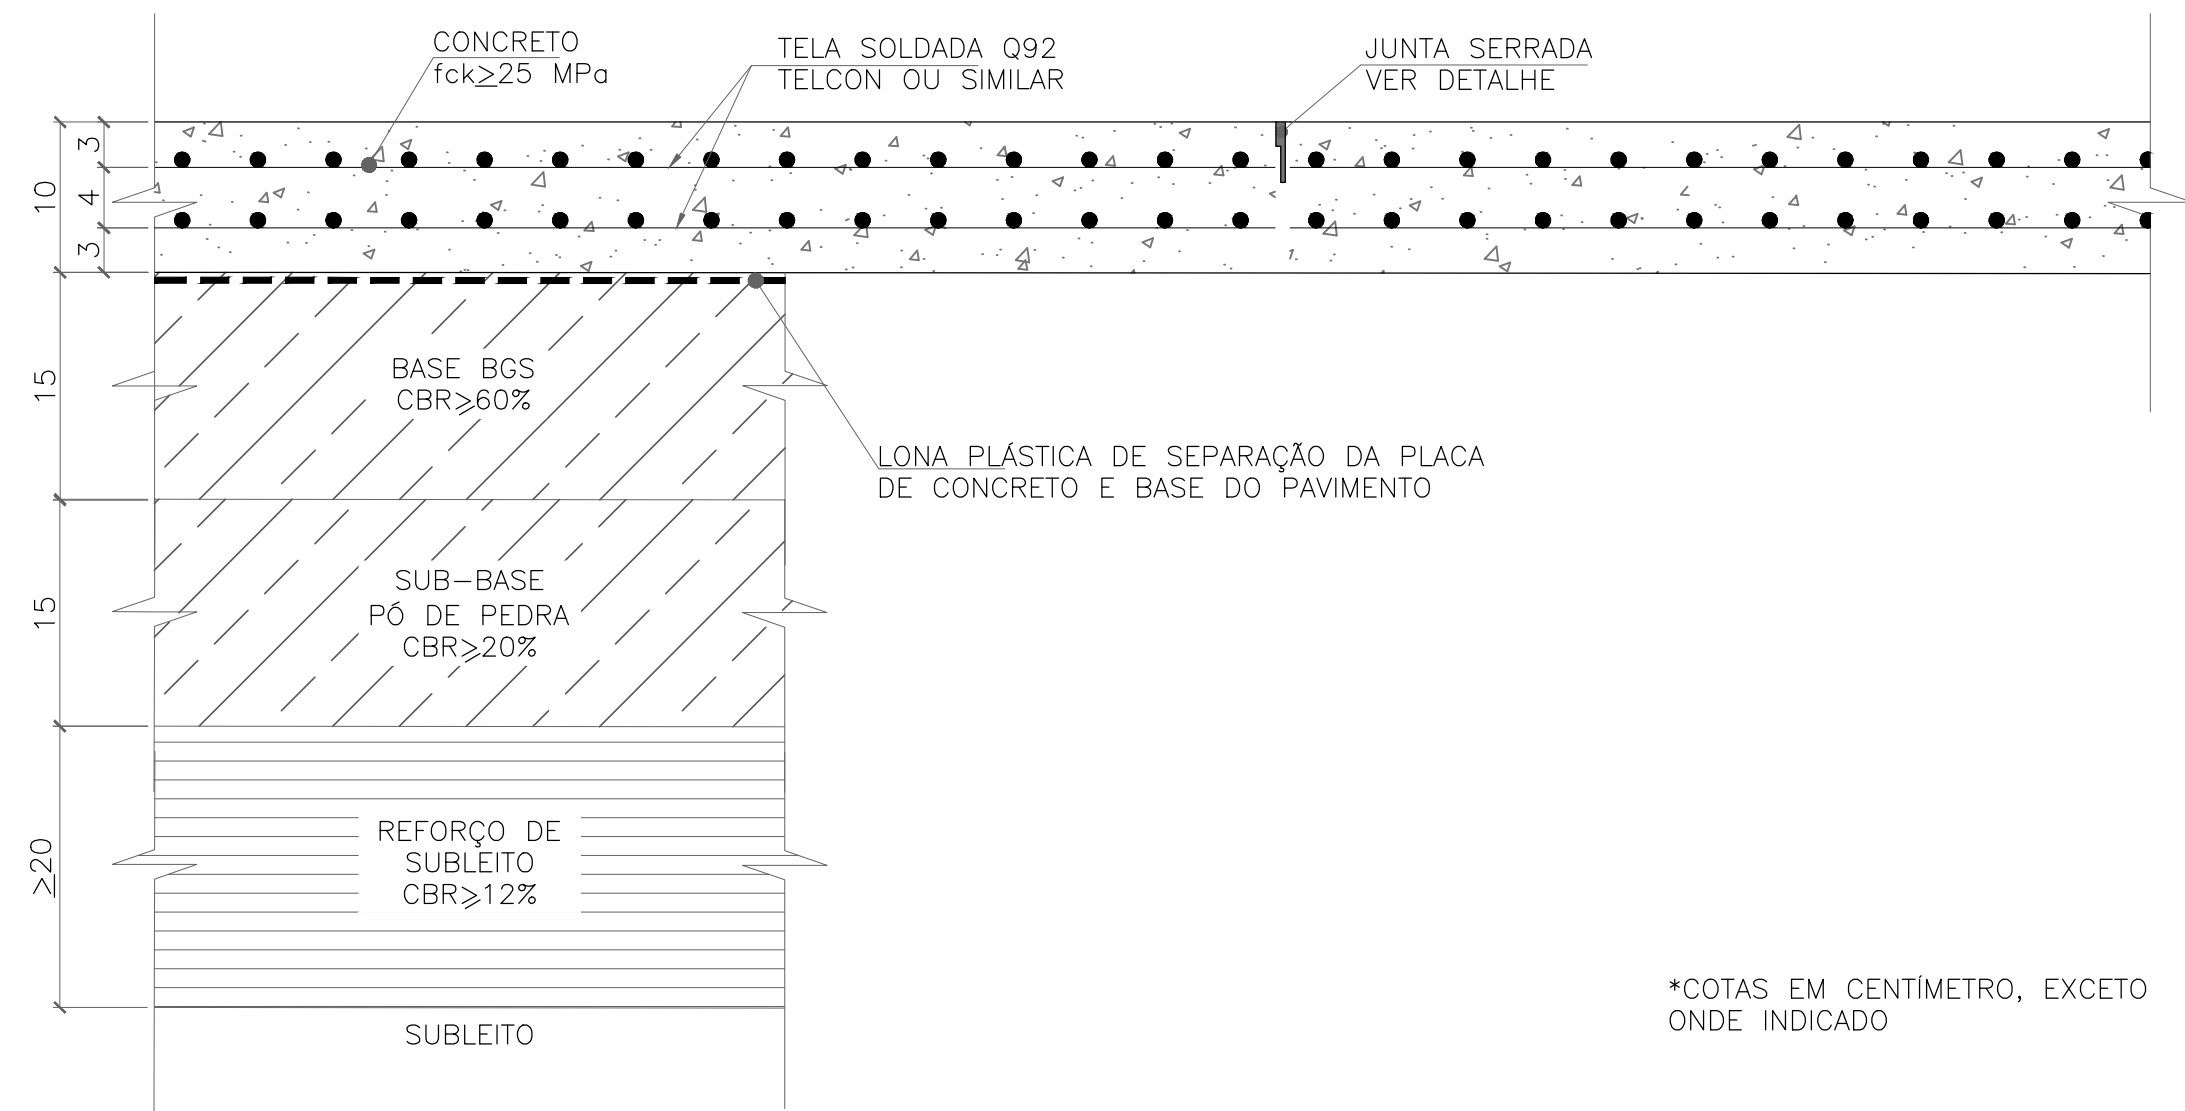 CONCRETO
fck≥25 MPa
TELA SOLDADA Q92
TELCON OU SIMILAR
JUNTA SERRADA
VER DETALHE
3
10
4
3
15
BASE BGS
CBR≥60%
LONA PLÁSTICA DE SEPARAÇÃO DA PLACA
DE CONCRETO E BASE DO PAVIMENTO
15
SUB-BASE
PÓ DE PEDRA
CBR≥20%
≥20
REFORÇO DE
SUBLEITO
CBR≥12%
*COTAS EM CENTÍMETRO, EXCETO
ONDE INDICADO
SUBLEITO